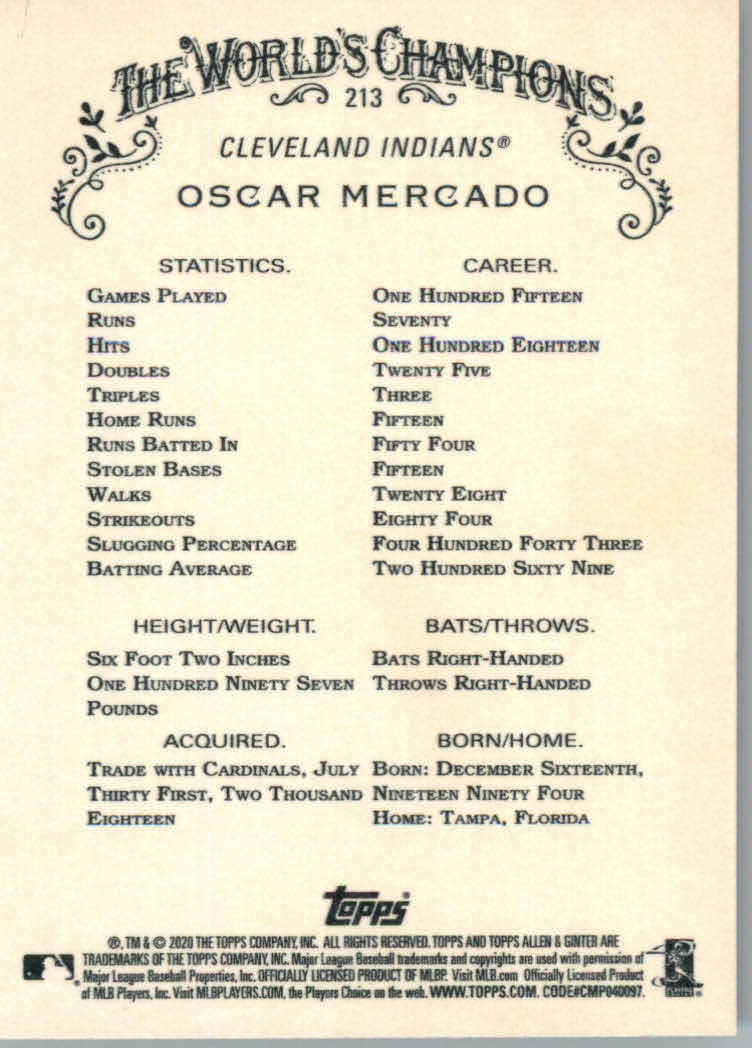 THE WORLD'S CHAMPIONS
213
CLEVELAND INDIANS®
OSCAR MERCADO
STATISTICS. CAREER.
GAMES PLAYED ONE HUNDRED FIFTEEN
RUNS SEVENTY
HITS ONE HUNDRED EIGHTEEN
DOUBLES TWENTY FIVE
TRIPLES THREE
HOME RUNS FIFTEEN
RUNS BATTED IN FIFTY FOUR
STOLEN BASES FIFTEEN
WALKS TWENTY EIGHT
STRIKEOUTS EIGHTY FOUR
SLUGGING PERCENTAGE FOUR HUNDRED FORTY THREE
BATTING AVERAGE TWO HUNDRED SIXTY NINE
HEIGHT/WEIGHT. BATS/THROWS.
SIX FOOT TWO INCHES BATS RIGHT-HANDED
ONE HUNDRED NINETY SEVEN THROWS RIGHT-HANDED
POUNDS
ACQUIRED. BORN/HOME.
TRADE WITH CARDINALS, JULY BORN: DECEMBER SIXTEENTH,
THIRTY FIRST, TWO THOUSAND NINETEEN NINETY FOUR
EIGHTEEN HOME: TAMPA, FLORIDA
TOPPS®
®, TM & © 2020 THE TOPPS COMPANY, INC. ALL RIGHTS RESERVED. TOPPS AND TOPPS ALLEN & GINTER ARE
TRADEMARKS OF THE TOPPS COMPANY, INC. Major League Baseball trademarks and copyrights are used with permission of
Major League Baseball Properties, Inc. OFFICIALLY LICENSED PRODUCT OF MLBP. Visit MLB.com Officially Licensed Product
of MLB Players, Inc. Visit MLBPLAYERS.COM, the Players Choice on the web. WWW.TOPPS.COM. CODE#CMP040097.